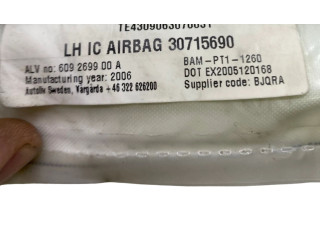 TE4309063070031
LH IC AIRBAG 30715690
ALV no: 609 2699 00 A BAM-PT1-1260
Manufacturing year: 2006 DOT EX2005120168
Autoliv Sweden, Vårgårda +46 322 626200 Supplier code: BJQRA